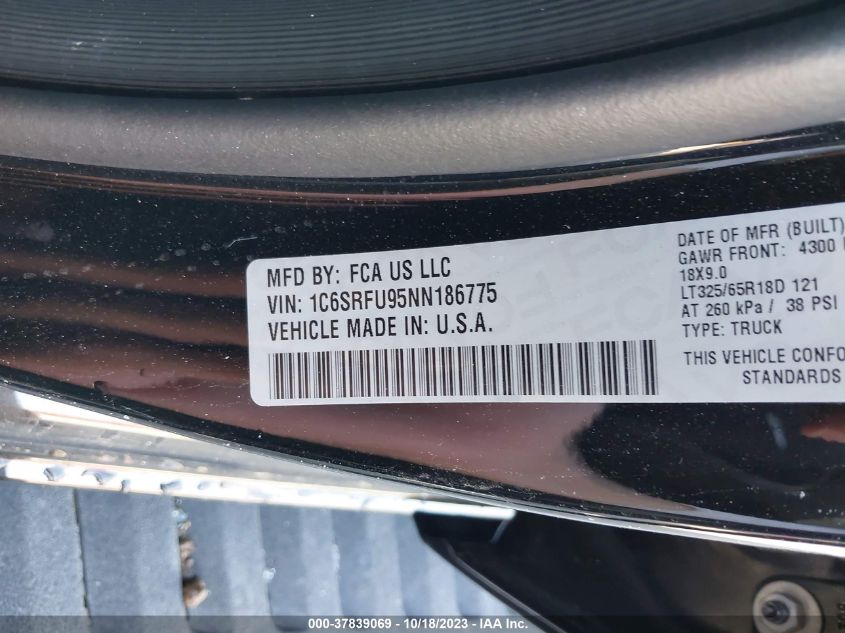 MFD BY: FCA US LLC
VIN: 1C6SRFU95NN186775
VEHICLE MADE IN: U.S.A.
DATE OF MFR (BUILT)
GAWR FRONT: 4300
18X9.0
LT325/65R18D 121
AT 260 kPa / 38 PSI
TYPE: TRUCK
THIS VEHICLE CONFO
STANDARDS
000-37839069 / 10/18/2023 - IAA Inc.